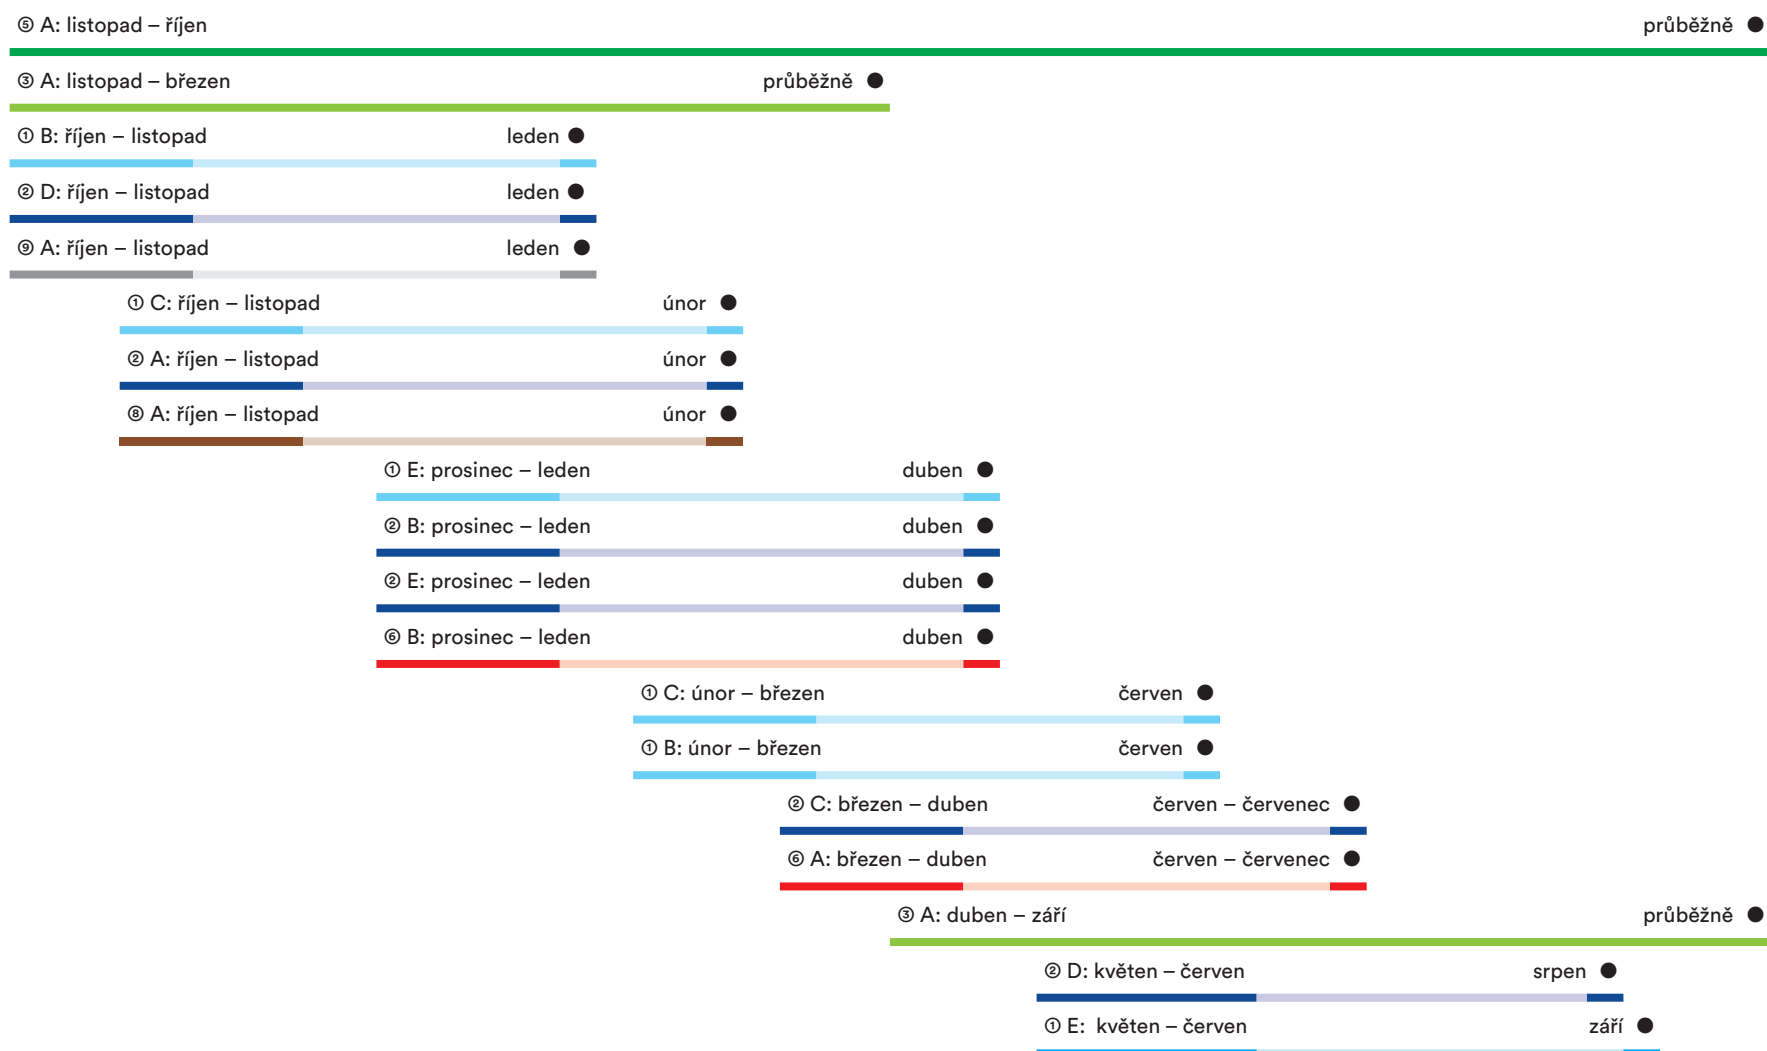 ⑤ A: listopad – říjen průběžně ●
③ A: listopad – březen průběžně ●
① B: říjen – listopad leden ●
② D: říjen – listopad leden ●
⑨ A: říjen – listopad leden ●
① C: říjen – listopad únor ●
② A: říjen – listopad únor ●
⑧ A: říjen – listopad únor ●
① E: prosinec – leden duben ●
② B: prosinec – leden duben ●
② E: prosinec – leden duben ●
⑥ B: prosinec – leden duben ●
① C: únor – březen červen ●
① B: únor – březen červen ●
② C: březen – duben červen – červenec ●
⑥ A: březen – duben červen – červenec ●
③ A: duben – září průběžně ●
② D: květen – červen srpen ●
① E: květen – červen září ●